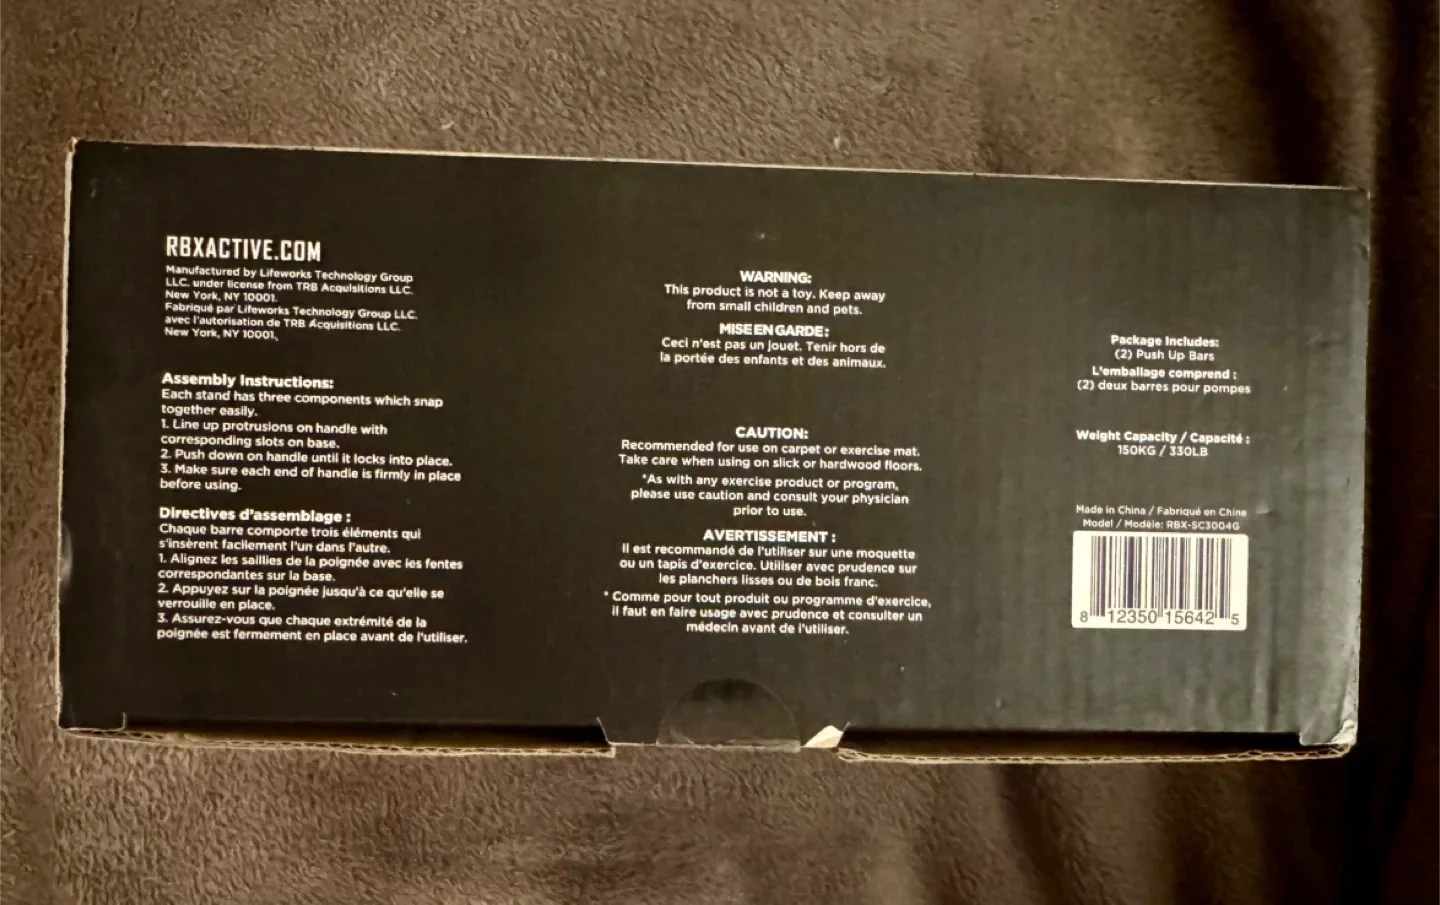 RBXACTIVE.COM
Manufactured by Lifeworks Technology Group
LLC. under license from TRB Acquisitions LLC.
New York, NY 10001.
Fabriqué par Lifeworks Technology Group LLC.
avec l'autorisation de TRB Acquisitions LLC.
New York, NY 10001.
Assembly Instructions:
Each stand has three components which snap
together easily.
1. Line up protrusions on handle with
corresponding slots on base.
2. Push down on handle until it locks into place.
3. Make sure each end of handle is firmly in place
before using.
Directives d'assemblage :
Chaque barre comporte trois éléments qui
s'insèrent facilement l'un dans l'autre.
1. Alignez les saillies de la poignée avec les fentes
correspondantes sur la base.
2. Appuyez sur la poignée jusqu'à ce qu'elle se
verrouille en place.
3. Assurez-vous que chaque extrémité de la
poignée est fermement en place avant de l'utiliser.
WARNING:
This product is not a toy. Keep away
from small children and pets.
MISE EN GARDE :
Ceci n'est pas un jouet. Tenir hors de
la portée des enfants et des animaux.
CAUTION:
Recommended for use on carpet or exercise mat.
Take care when using on slick or hardwood floors.
*As with any exercise product or program,
please use caution and consult your physician
prior to use.
AVERTISSEMENT :
Il est recommandé de l'utiliser sur une moquette
ou un tapis d'exercice. Utiliser avec prudence sur
les planchers lisses ou de bois franc.
* Comme pour tout produit ou programme d'exercice,
il faut en faire usage avec prudence et consulter un
médecin avant de l'utiliser.
Package Includes:
(2) Push Up Bars
L'emballage comprend :
(2) deux barres pour pompes
Weight Capacity / Capacité :
150KG / 330LB
Made in China / Fabriqué en Chine
Model / Modèle: RBX-SC3004G
8 12350 15642 5